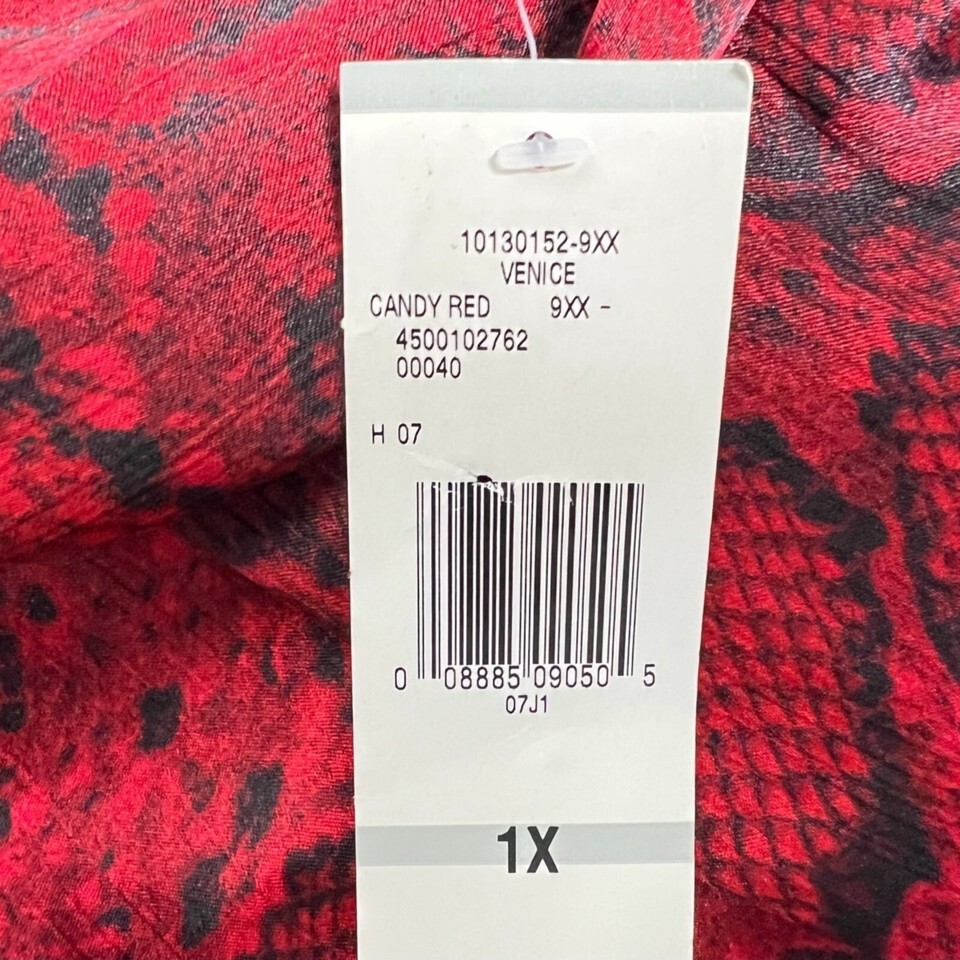 10130152-9XX
VENICE
CANDY RED 9XX -
4500102762
00040
H 07
0 08885 09050 5
07J1
1X